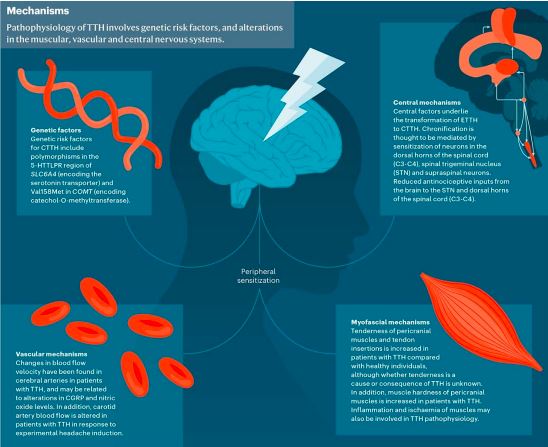 Mechanisms
Pathophysiology of TTH involves genetic risk factors, and alterations
in the muscular, vascular and central nervous systems.
Genetic factors
Genetic risk factors
for CTTH include
polymorphisms in the
5-HTTLPR region of
SLC6A4 (encoding the
serotonin transporter) and
Val158Met in COMT (encoding
catechol-O-methyltransferase).
Central mechanisms
Central factors underlie
the transformation of ETTH
to CTTH. Chronification is
thought to be mediated by
sensitization of neurons in the
dorsal horns of the spinal cord
(C3-C4), spinal trigeminal nucleus
(STN) and supraspinal neurons.
Reduced antinociceptive inputs from
the brain to the STN and dorsal horns
of the spinal cord (C3-C4).
Peripheral
sensitization
Vascular mechanisms
Changes in blood flow
velocity have been found in
cerebral arteries in patients
with TTH, and may be related
to alterations in CGRP and nitric
oxide levels. In addition, carotid
artery blood flow is altered in
patients with TTH in response to
experimental headache induction.
Myofascial mechanisms
Tenderness of pericranial
muscles and tendon
insertions is increased in
patients with TTH compared
with healthy individuals,
although whether tenderness is a
cause or consequence of TTH is unknown.
In addition, muscle hardness of pericranial
muscles is increased in patients with TTH.
Inflammation and ischaemia of muscles may
also be involved in TTH pathophysiology.